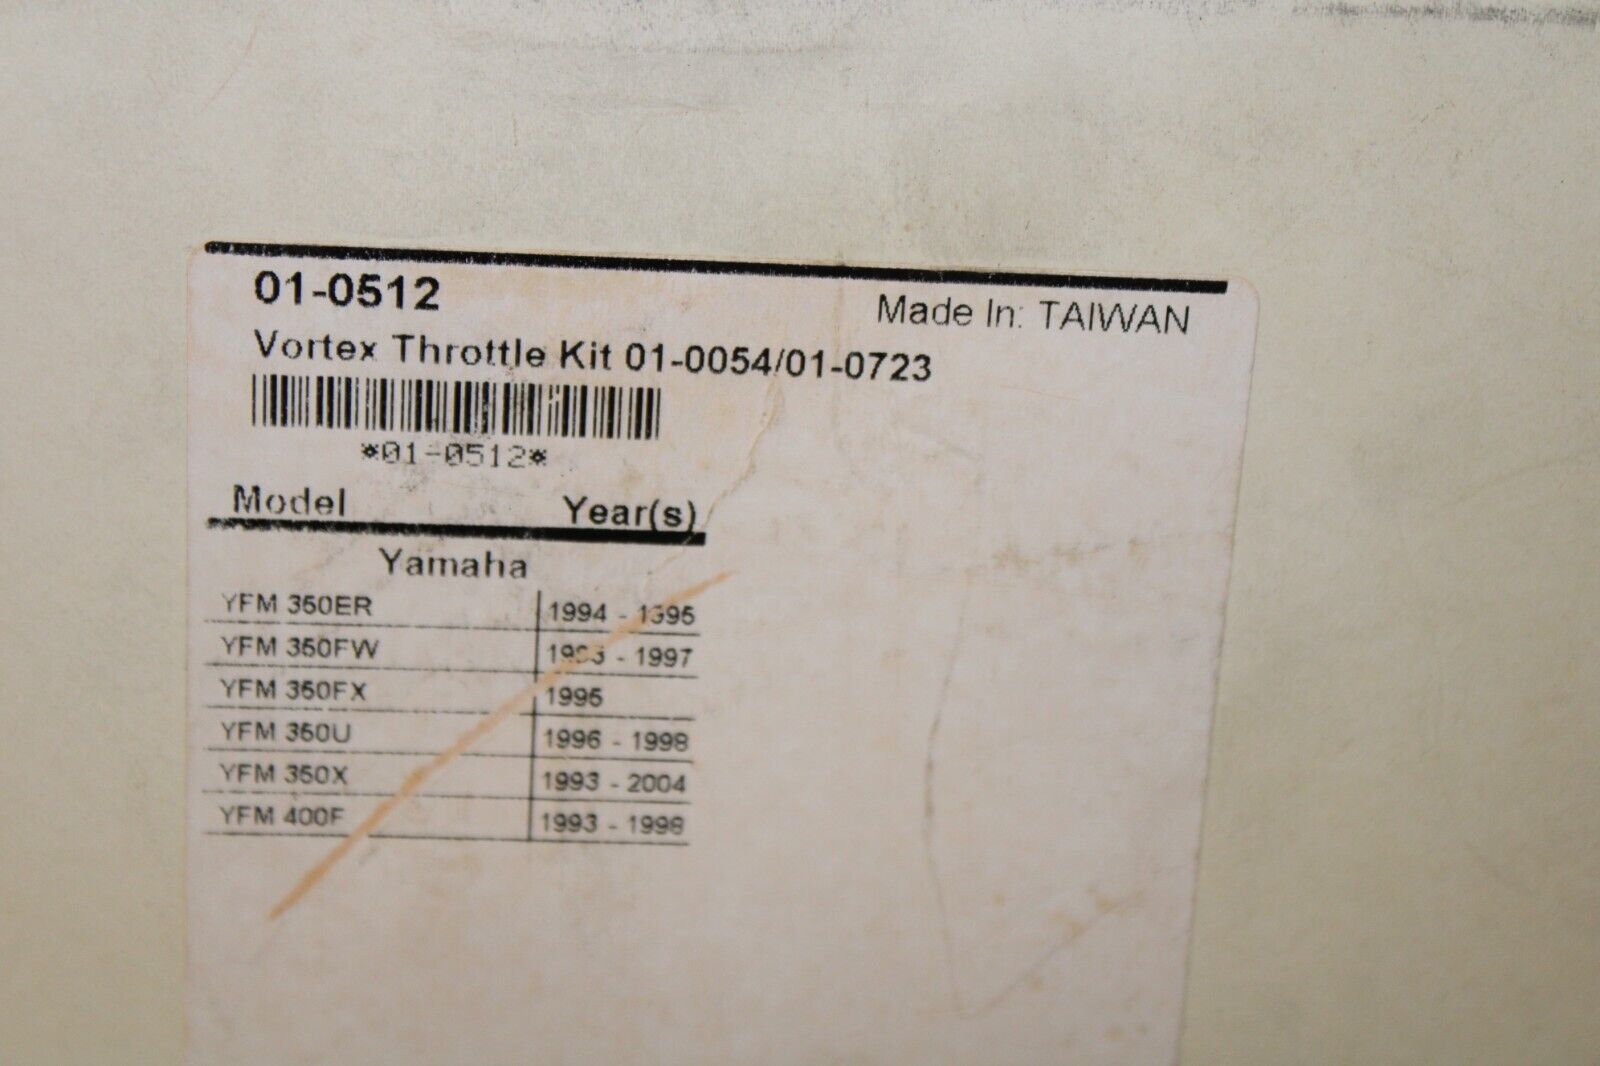 01-0512
Made In: TAIWAN
Vortex Throttle Kit 01-0054/01-0723
*01-0512*
Model Year(s)
Yamaha
YFM 350ER 1994 - 1995
YFM 350FW - 1997
YFM 350FX 1995
YFM 350U 1996 - 1998
YFM 350X 1993 - 2004
YFM 400F 1993 - 1998